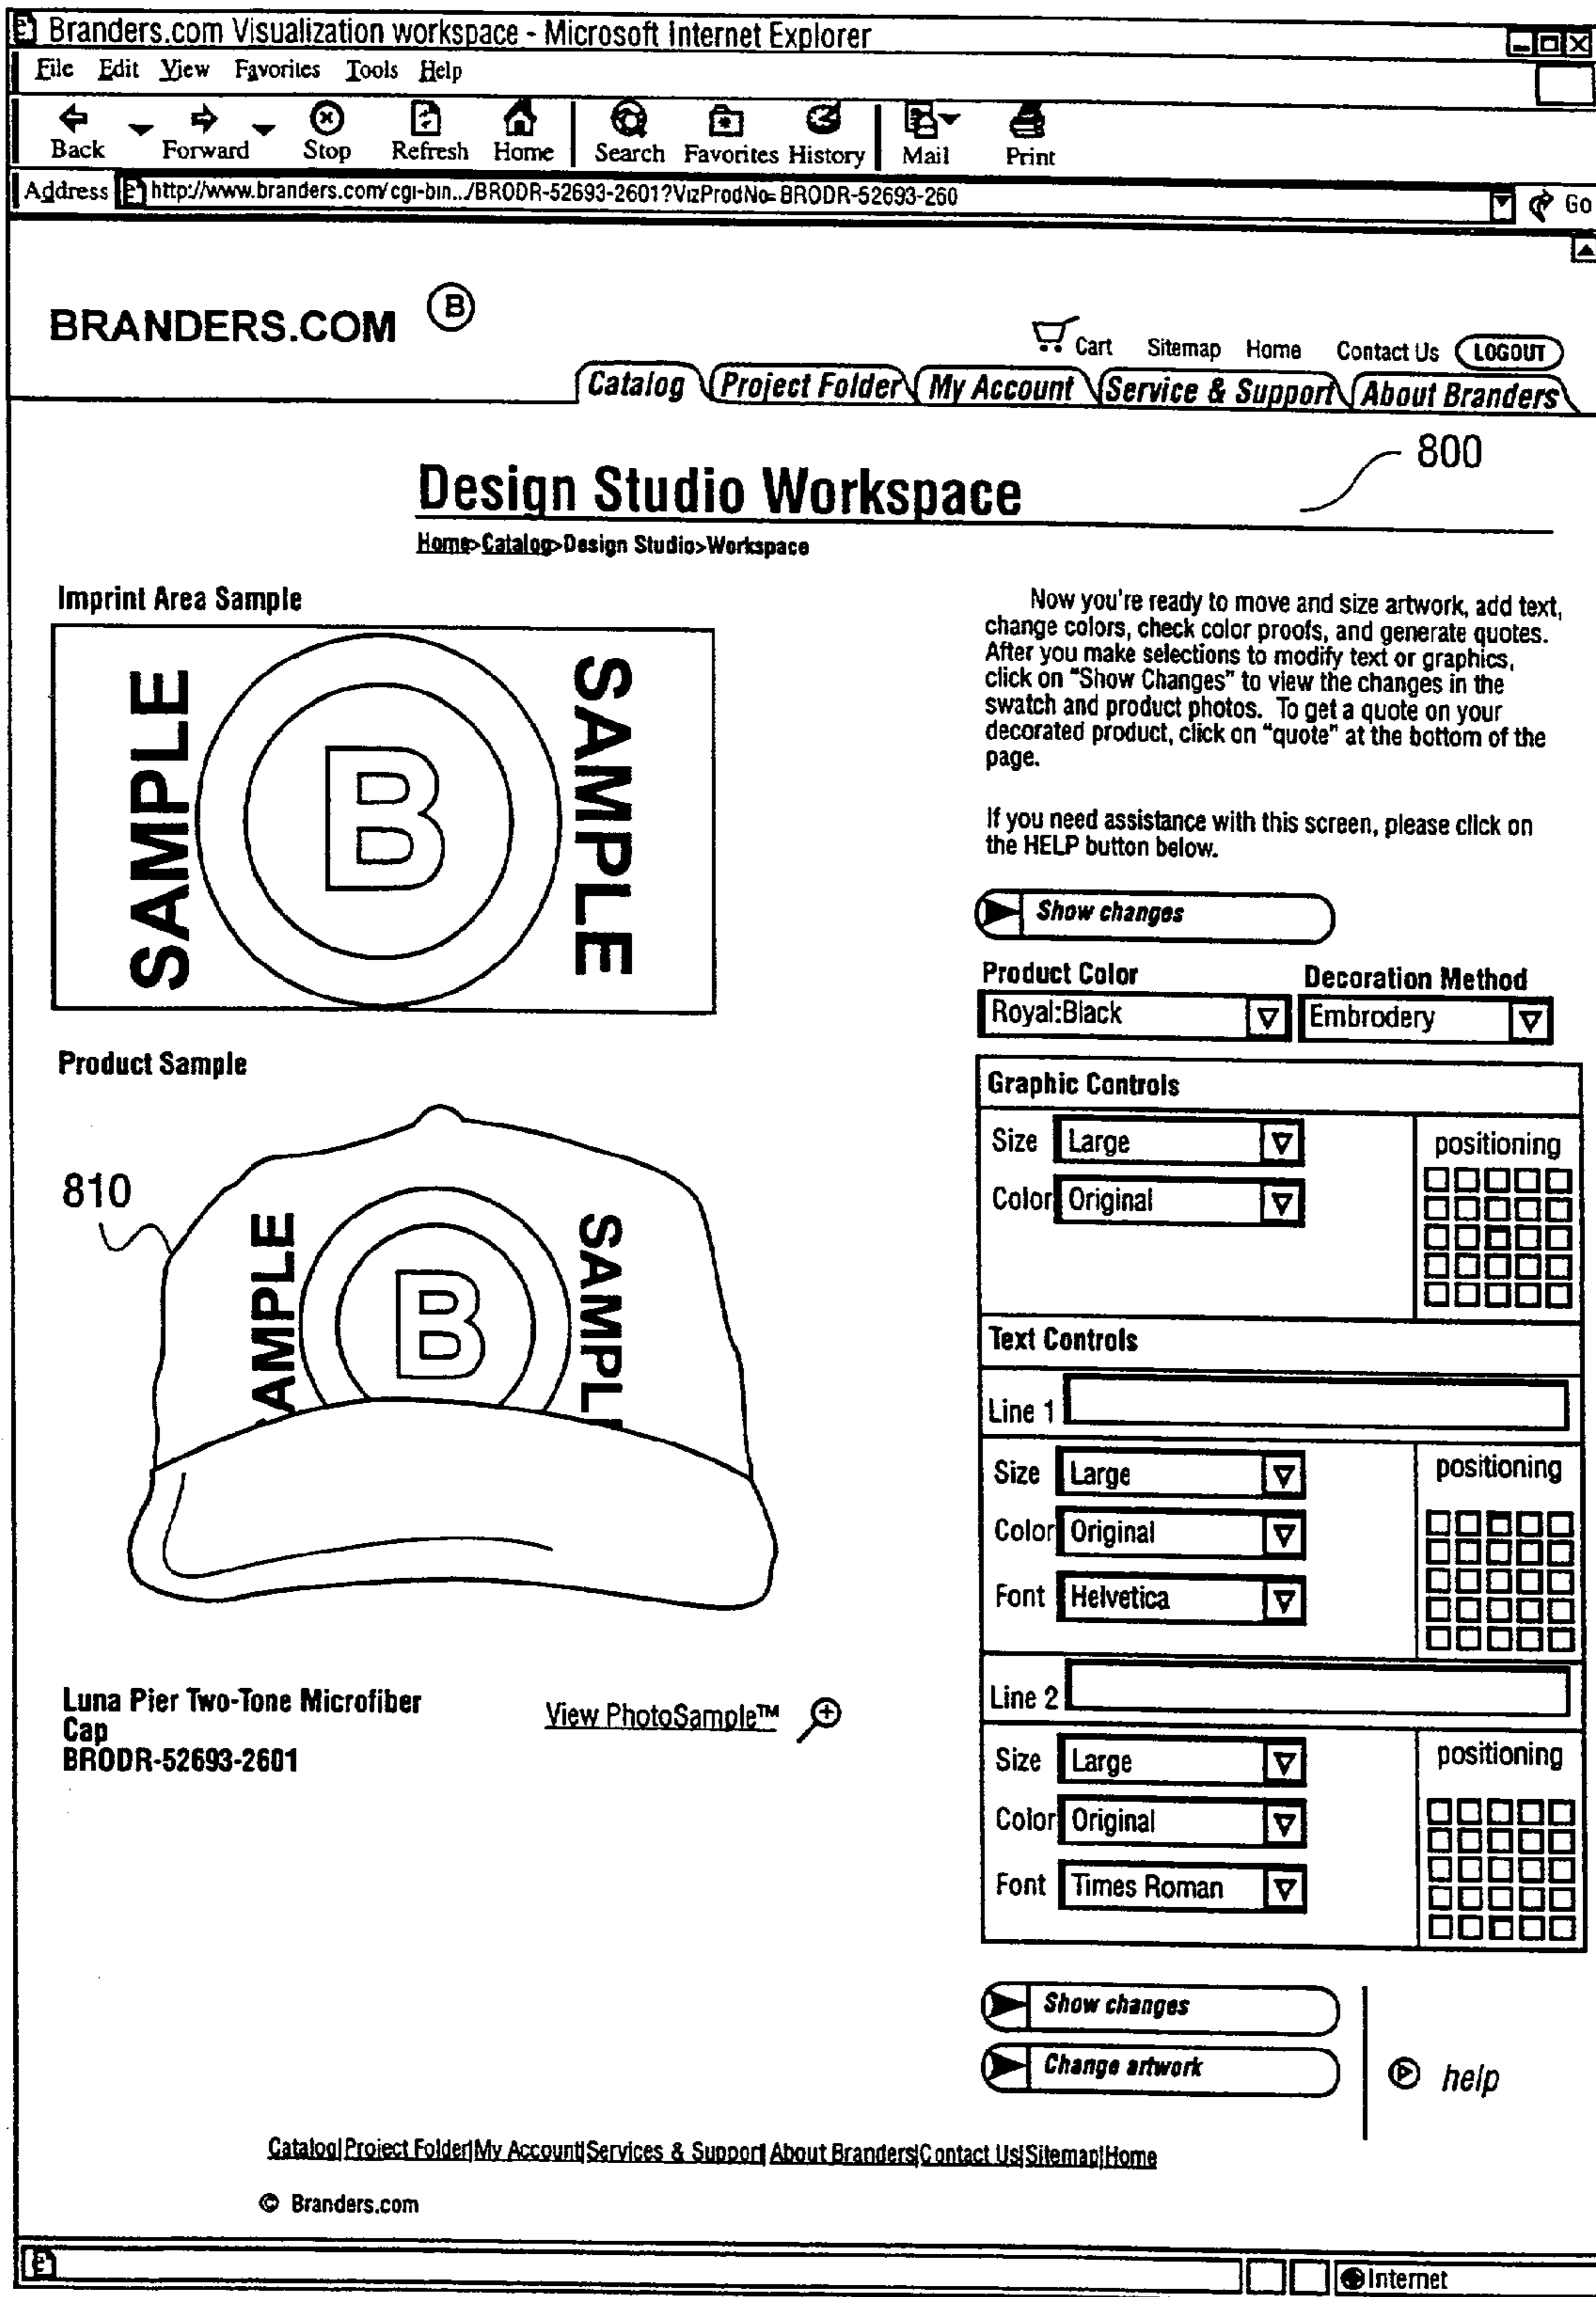 Branders.com Visualization workspace - Microsoft Internet Explorer
File Edit View Favorites Tools Help
Back Forward Stop Refresh Home Search Favorites History Mail Print
Address http://www.branders.com/cgi-bin.../BRODR-52693-2601?VizProdNo=BRODR-52693-260 Go
BRANDERS.COM B
Cart Sitemap Home Contact Us LOGOUT
Catalog Project Folder My Account Service & Support About Branders
800
Design Studio Workspace
Home>Catalog>Design Studio>Workspace
Imprint Area Sample
SAMPLE B SAMPLE
Product Sample
810
AMPLE B SAMPL
Luna Pier Two-Tone Microfiber
Cap
BRODR-52693-2601
View PhotoSample™
Now you're ready to move and size artwork, add text,
change colors, check color proofs, and generate quotes.
After you make selections to modify text or graphics,
click on "Show Changes" to view the changes in the
swatch and product photos. To get a quote on your
decorated product, click on "quote" at the bottom of the
page.
If you need assistance with this screen, please click on
the HELP button below.
Show changes
Product Color Decoration Method
Royal:Black Embrodery
Graphic Controls
Size Large positioning
Color Original
Text Controls
Line 1
Size Large positioning
Color Original
Font Helvetica
Line 2
Size Large positioning
Color Original
Font Times Roman
Show changes
Change artwork
help
Catalog|Project Folder|My Account|Services & Support|About Branders|Contact Us|Sitemap|Home
© Branders.com
Internet